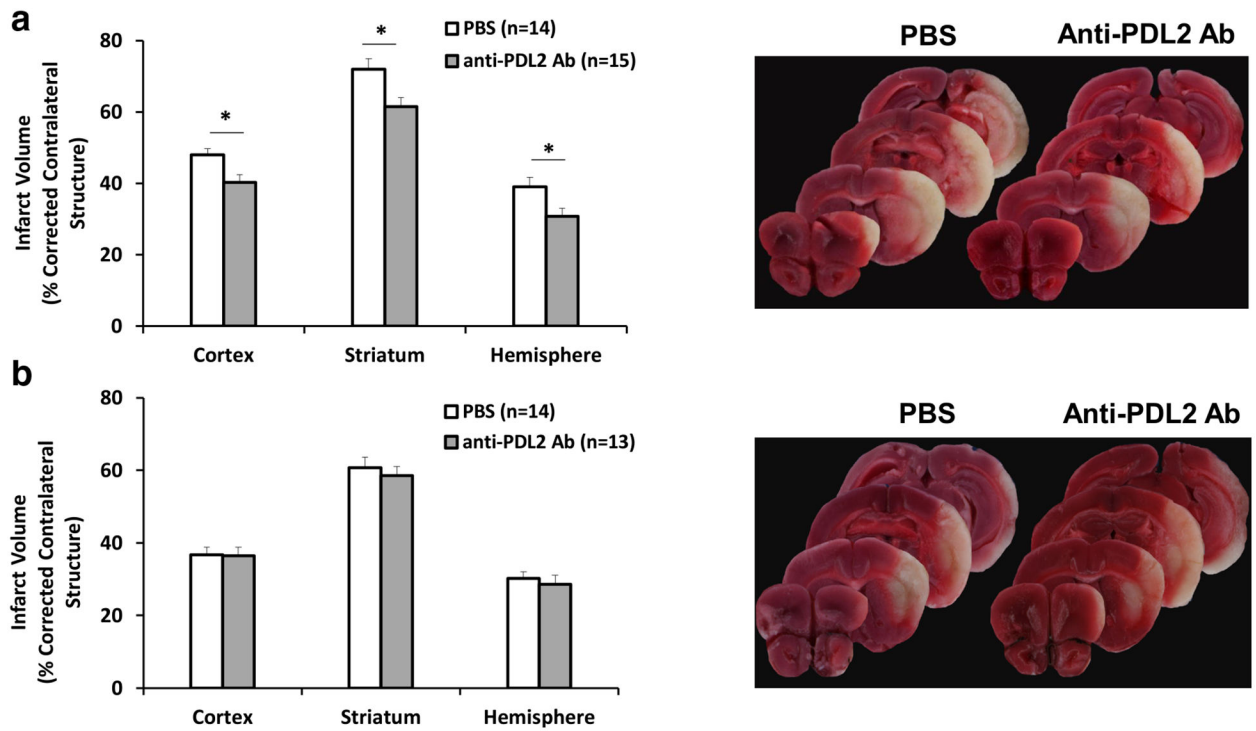 a
80
60
40
20
0
Infarct Volume
(% Corrected Contralateral
Structure)
PBS (n=14)
anti-PDL2 Ab (n=15)
*
*
*
Cortex
Striatum
Hemisphere
PBS
Anti-PDL2 Ab
b
80
60
40
20
0
Infarct Volume
(% Corrected Contralateral
Structure)
PBS (n=14)
anti-PDL2 Ab (n=13)
Cortex
Striatum
Hemisphere
PBS
Anti-PDL2 Ab